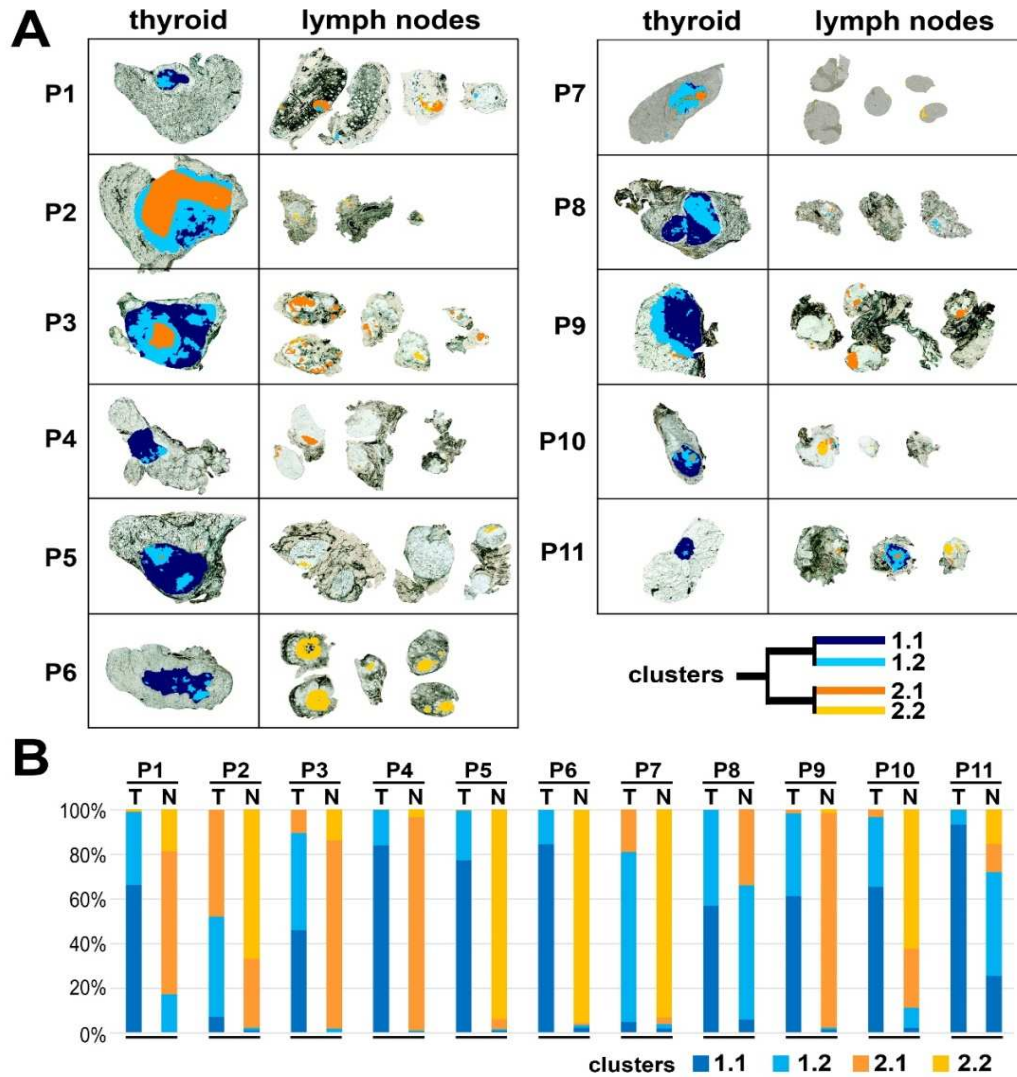 A
thyroid lymph nodes
thyroid lymph nodes
P1
P2
P3
P4
P5
P6
P7
P8
P9
P10
P11
clusters
1.1
1.2
2.1
2.2
B
P1 P2 P3 P4 P5 P6 P7 P8 P9 P10 P11
T N T N T N T N T N T N T N T N T N T N T N
100%
80%
60%
40%
20%
0%
clusters 1.1 1.2 2.1 2.2